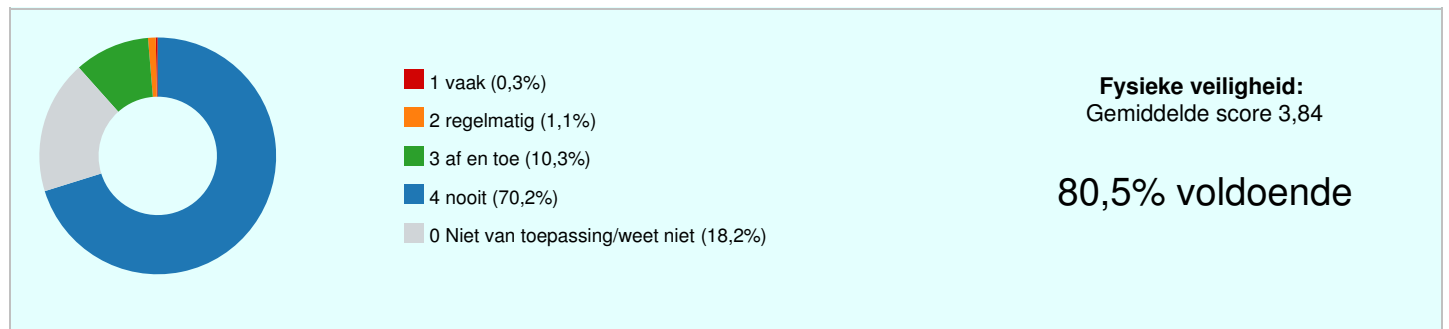 1 vaak (0,3%)
2 regelmatig (1,1%)
3 af en toe (10,3%)
4 nooit (70,2%)
0 Niet van toepassing/weet niet (18,2%)
Fysieke veiligheid:
Gemiddelde score 3,84
80,5% voldoende